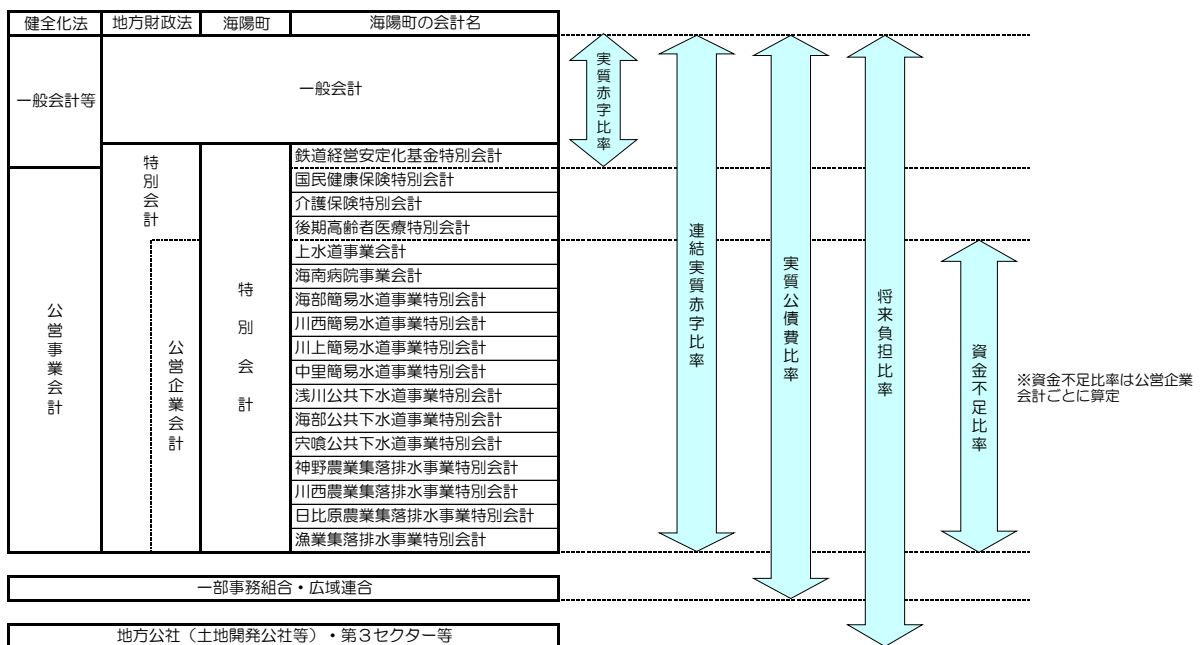 健全化法 地方財政法 海陽町 海陽町の会計名
一般会計等
一般会計
特別会計
鉄道経営安定化基金特別会計
国民健康保険特別会計
介護保険特別会計
後期高齢者医療特別会計
公営事業会計
公営企業会計
特別会計
上水道事業会計
海南病院事業会計
海部簡易水道事業特別会計
川西簡易水道事業特別会計
川上簡易水道事業特別会計
中里簡易水道事業特別会計
浅川公共下水道事業特別会計
海部公共下水道事業特別会計
宍喰公共下水道事業特別会計
神野農業集落排水事業特別会計
川西農業集落排水事業特別会計
日比原農業集落排水事業特別会計
漁業集落排水事業特別会計
一部事務組合・広域連合
地方公社（土地開発公社等）・第３セクター等
実質赤字比率
連結実質赤字比率
実質公債費比率
将来負担比率
資金不足比率
※資金不足比率は公営企業
会計ごとに算定